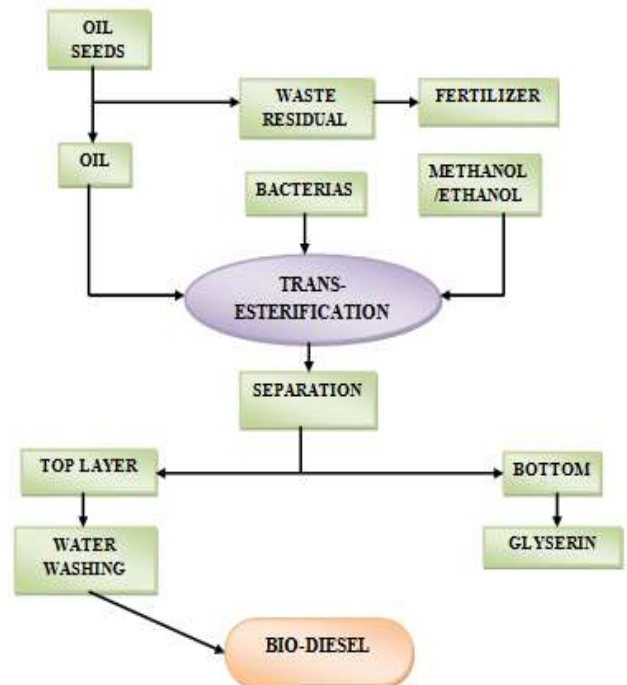 OIL
SEEDS
WASTE
RESIDUAL
FERTILIZER
OIL
BACTERIAS
METHANOL
/ETHANOL
TRANS-
ESTERIFICATION
SEPARATION
TOP LAYER
BOTTOM
WATER
WASHING
GLYSERIN
BIO-DIESEL